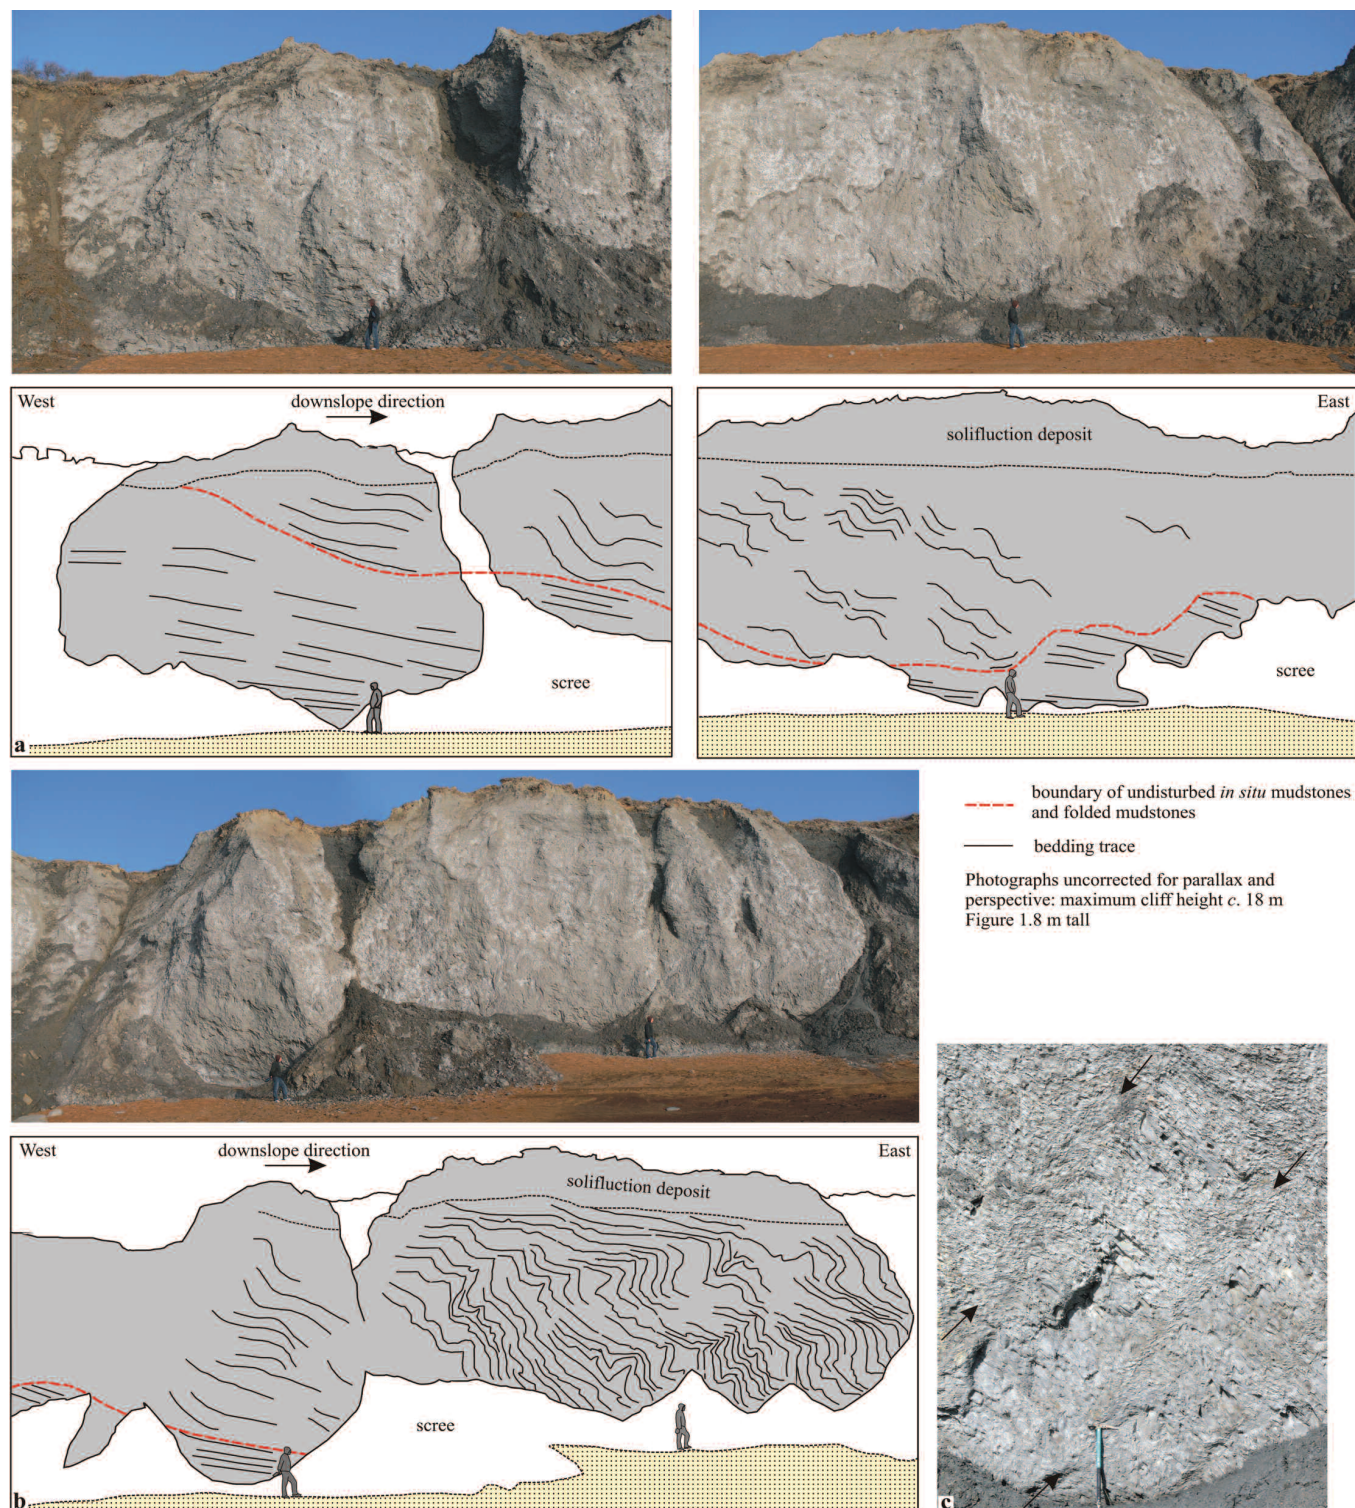 West
downslope direction
scree
a
East
solifluction deposit
scree
boundary of undisturbed in situ mudstones
and folded mudstones
bedding trace
Photographs uncorrected for parallax and
perspective: maximum cliff height c. 18 m
Figure 1.8 m tall
West
downslope direction
East
solifluction deposit
scree
b
c